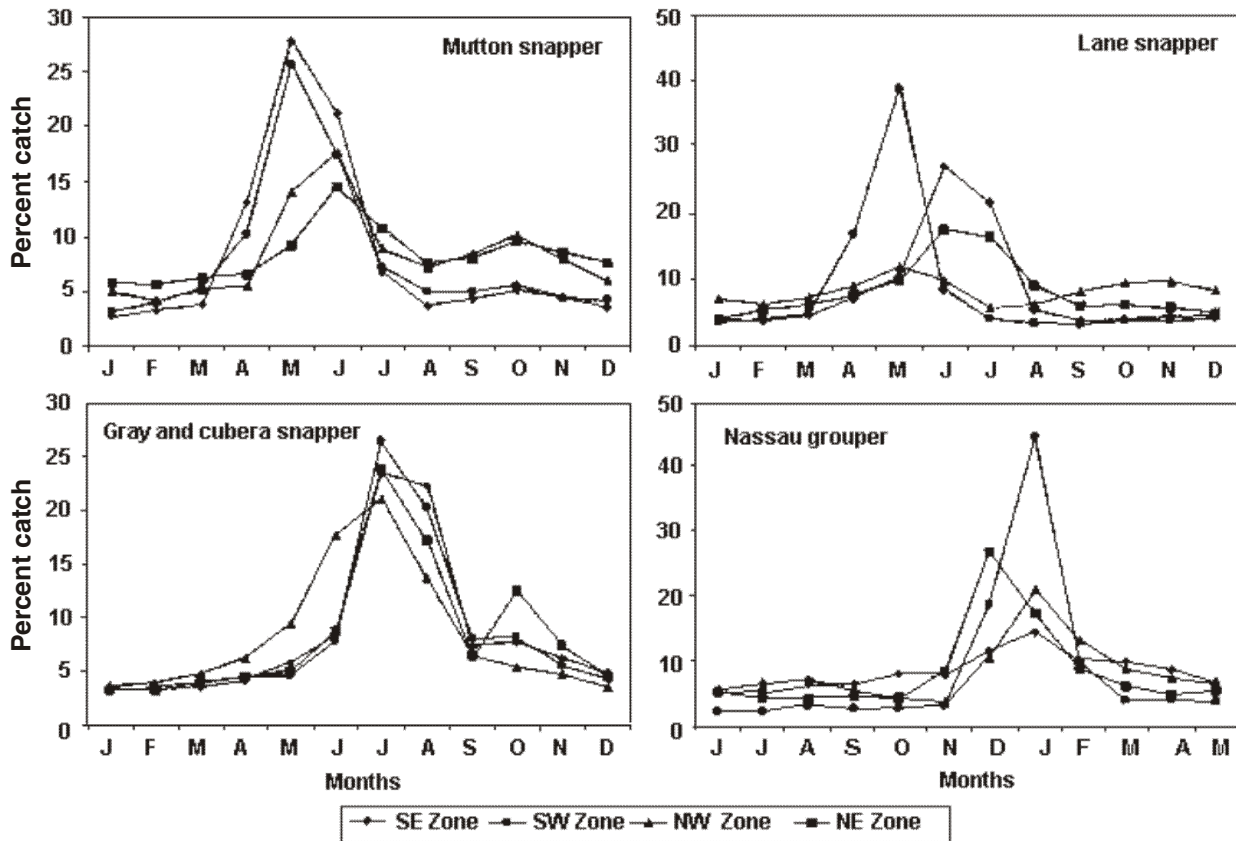 30
25
20
15
10
5
0
Percent catch
Mutton snapper
J F M A M J J A S O N D
50
40
30
20
10
0
Lane snapper
J F M A M J J A S O N D
30
25
20
15
10
5
0
Percent catch
Gray and cubera snapper
J F M A M J J A S O N D
Months
50
40
30
20
10
0
Nassau grouper
J J A S O N D J F M A M
Months
SE Zone SW Zone NW Zone NE Zone